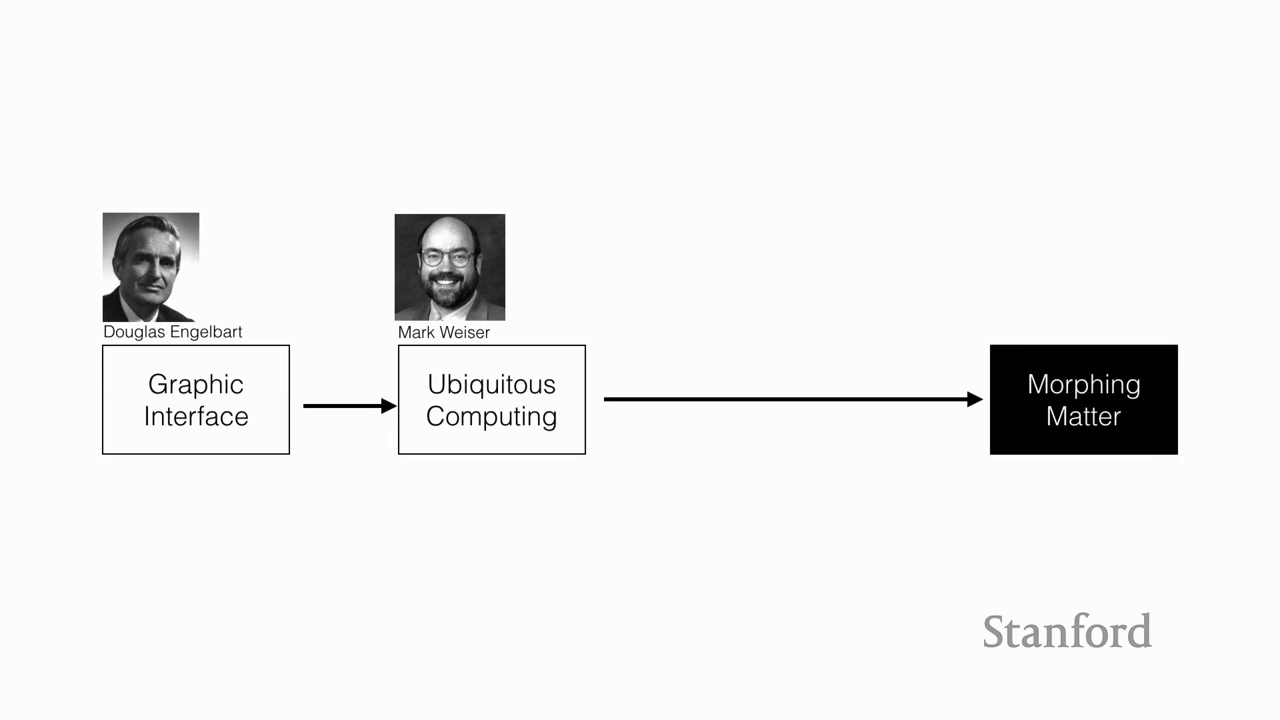 Douglas Engelbart
Mark Weiser
Graphic
Interface
Ubiquitous
Computing
Morphing
Matter
Stanford